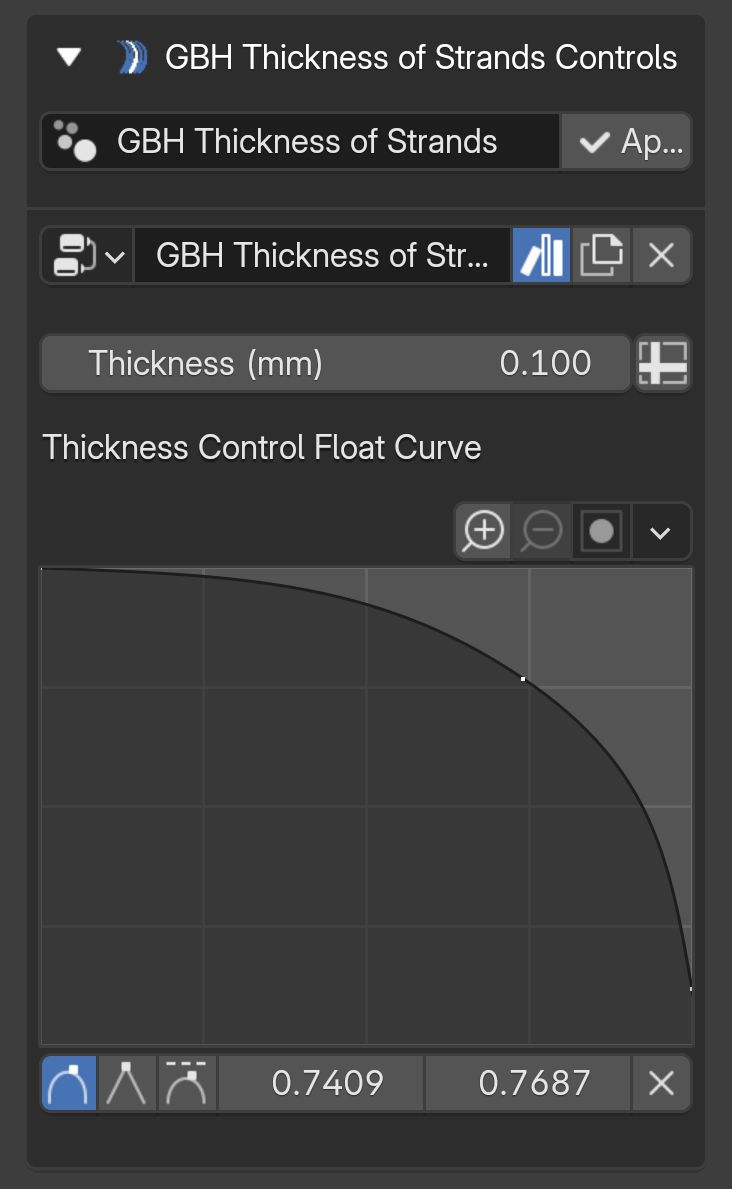 GBH Thickness of Strands Controls
GBH Thickness of Strands Ap...
GBH Thickness of Str...
Thickness (mm) 0.100
Thickness Control Float Curve
0.7409 0.7687